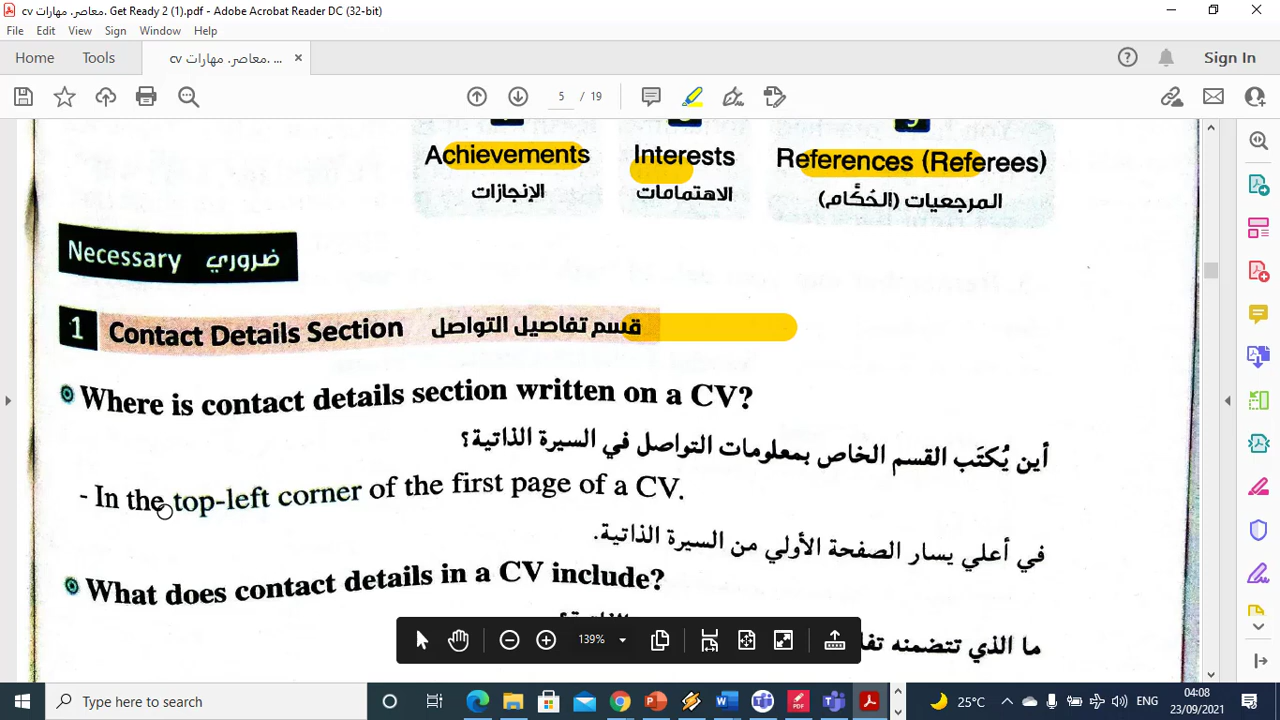 معاصر. مهارات cv. Get Ready 2 (1).pdf - Adobe Acrobat Reader DC (32-bit)
File Edit View Sign Window Help
Home Tools معاصر. مهارات cv. ... Sign In
5 / 19
Achievements Interests References (Referees)
الإنجازات الاهتمامات المرجعيات (الحُكَّام)
Necessary ضروري
1 Contact Details Section قسم تفاصيل التواصل
Where is contact details section written on a CV?
أين يُكتَب القسم الخاص بمعلومات التواصل في السيرة الذاتية؟
- In the top-left corner of the first page of a CV.
في أعلي يسار الصفحة الأولي من السيرة الذاتية.
What does contact details in a CV include?
ما الذي تتضمنه
139%
Type here to search
25°C ENG 04:08
23/09/2021